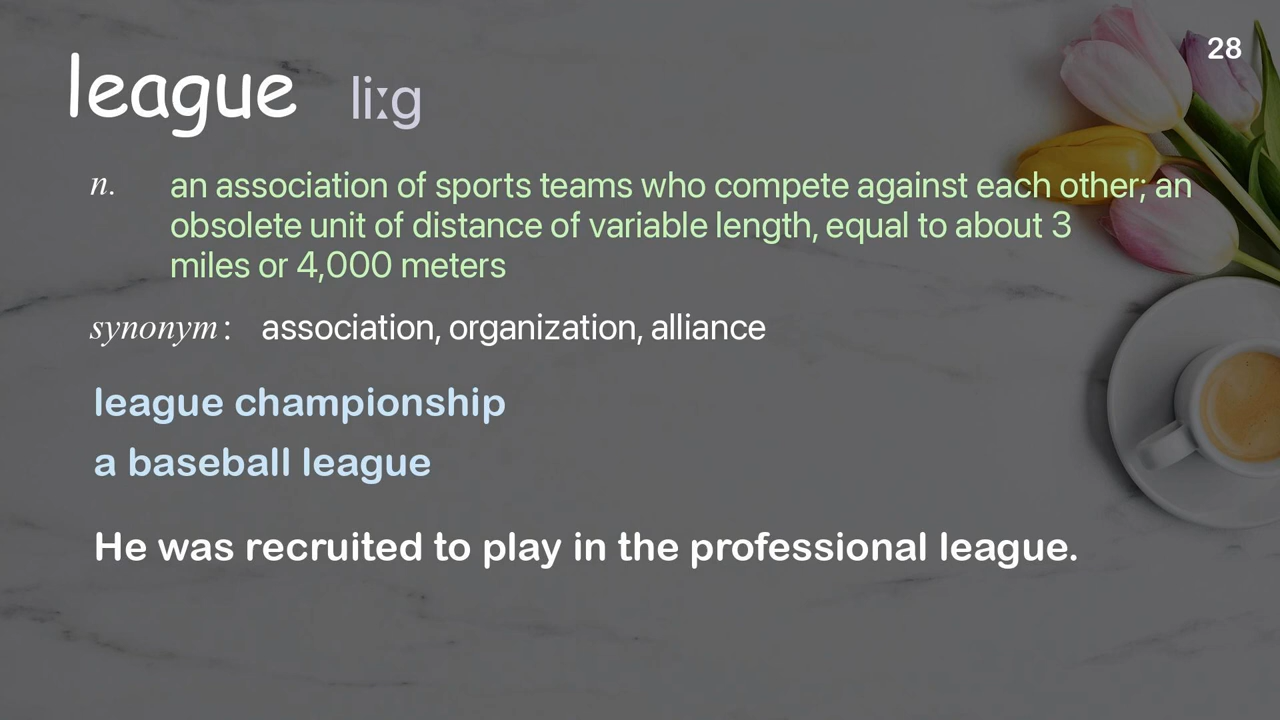 28
league liːg
n. an association of sports teams who compete against each other; an
obsolete unit of distance of variable length, equal to about 3
miles or 4,000 meters
synonym: association, organization, alliance
league championship
a baseball league
He was recruited to play in the professional league.